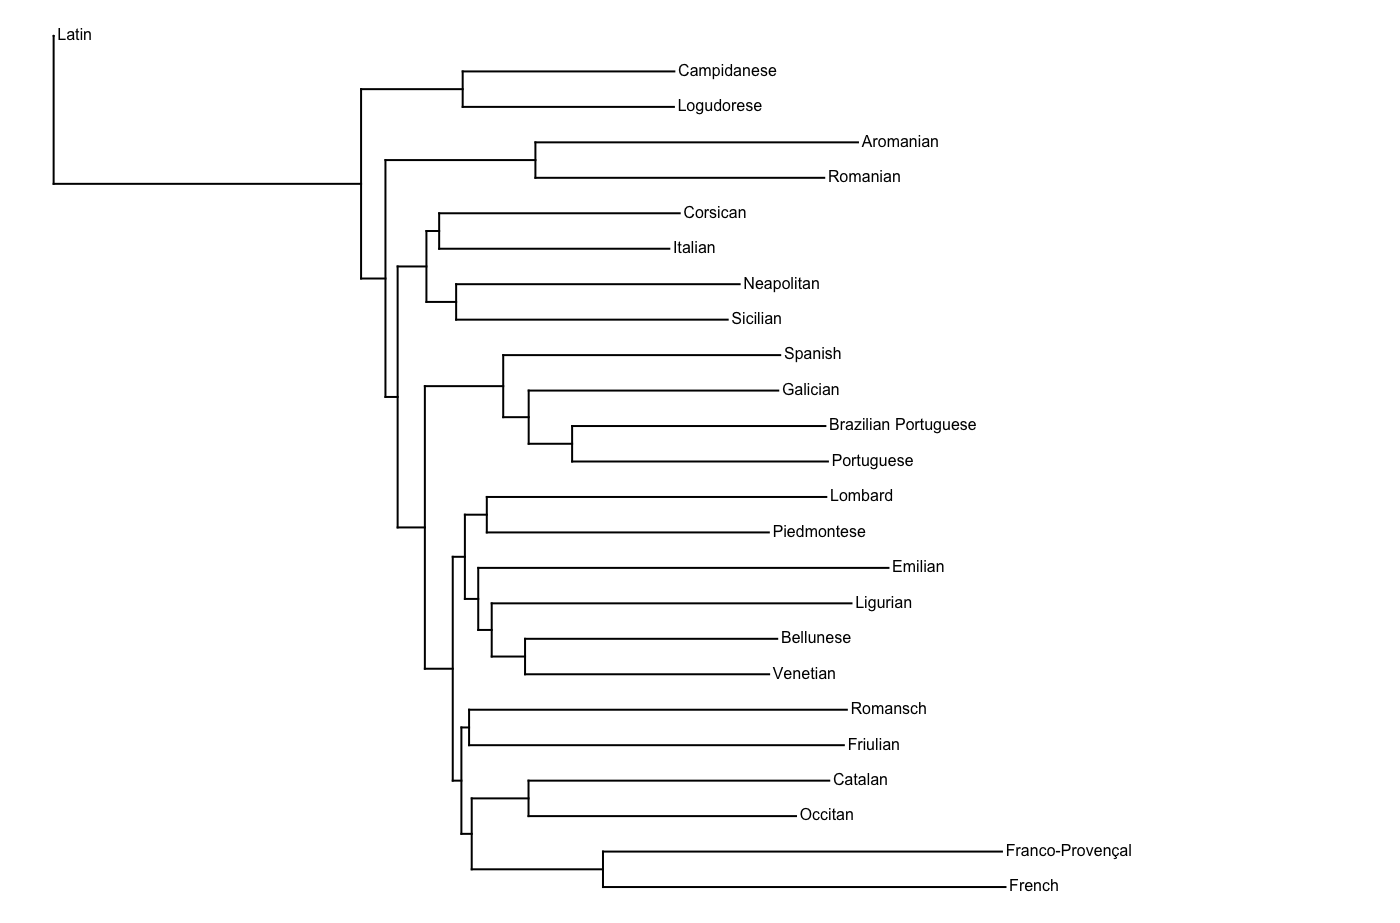 Latin
Campidanese
Logudorese
Aromanian
Romanian
Corsican
Italian
Neapolitan
Sicilian
Spanish
Galician
Brazilian Portuguese
Portuguese
Lombard
Piedmontese
Emilian
Ligurian
Bellunese
Venetian
Romansch
Friulian
Catalan
Occitan
Franco-Provençal
French